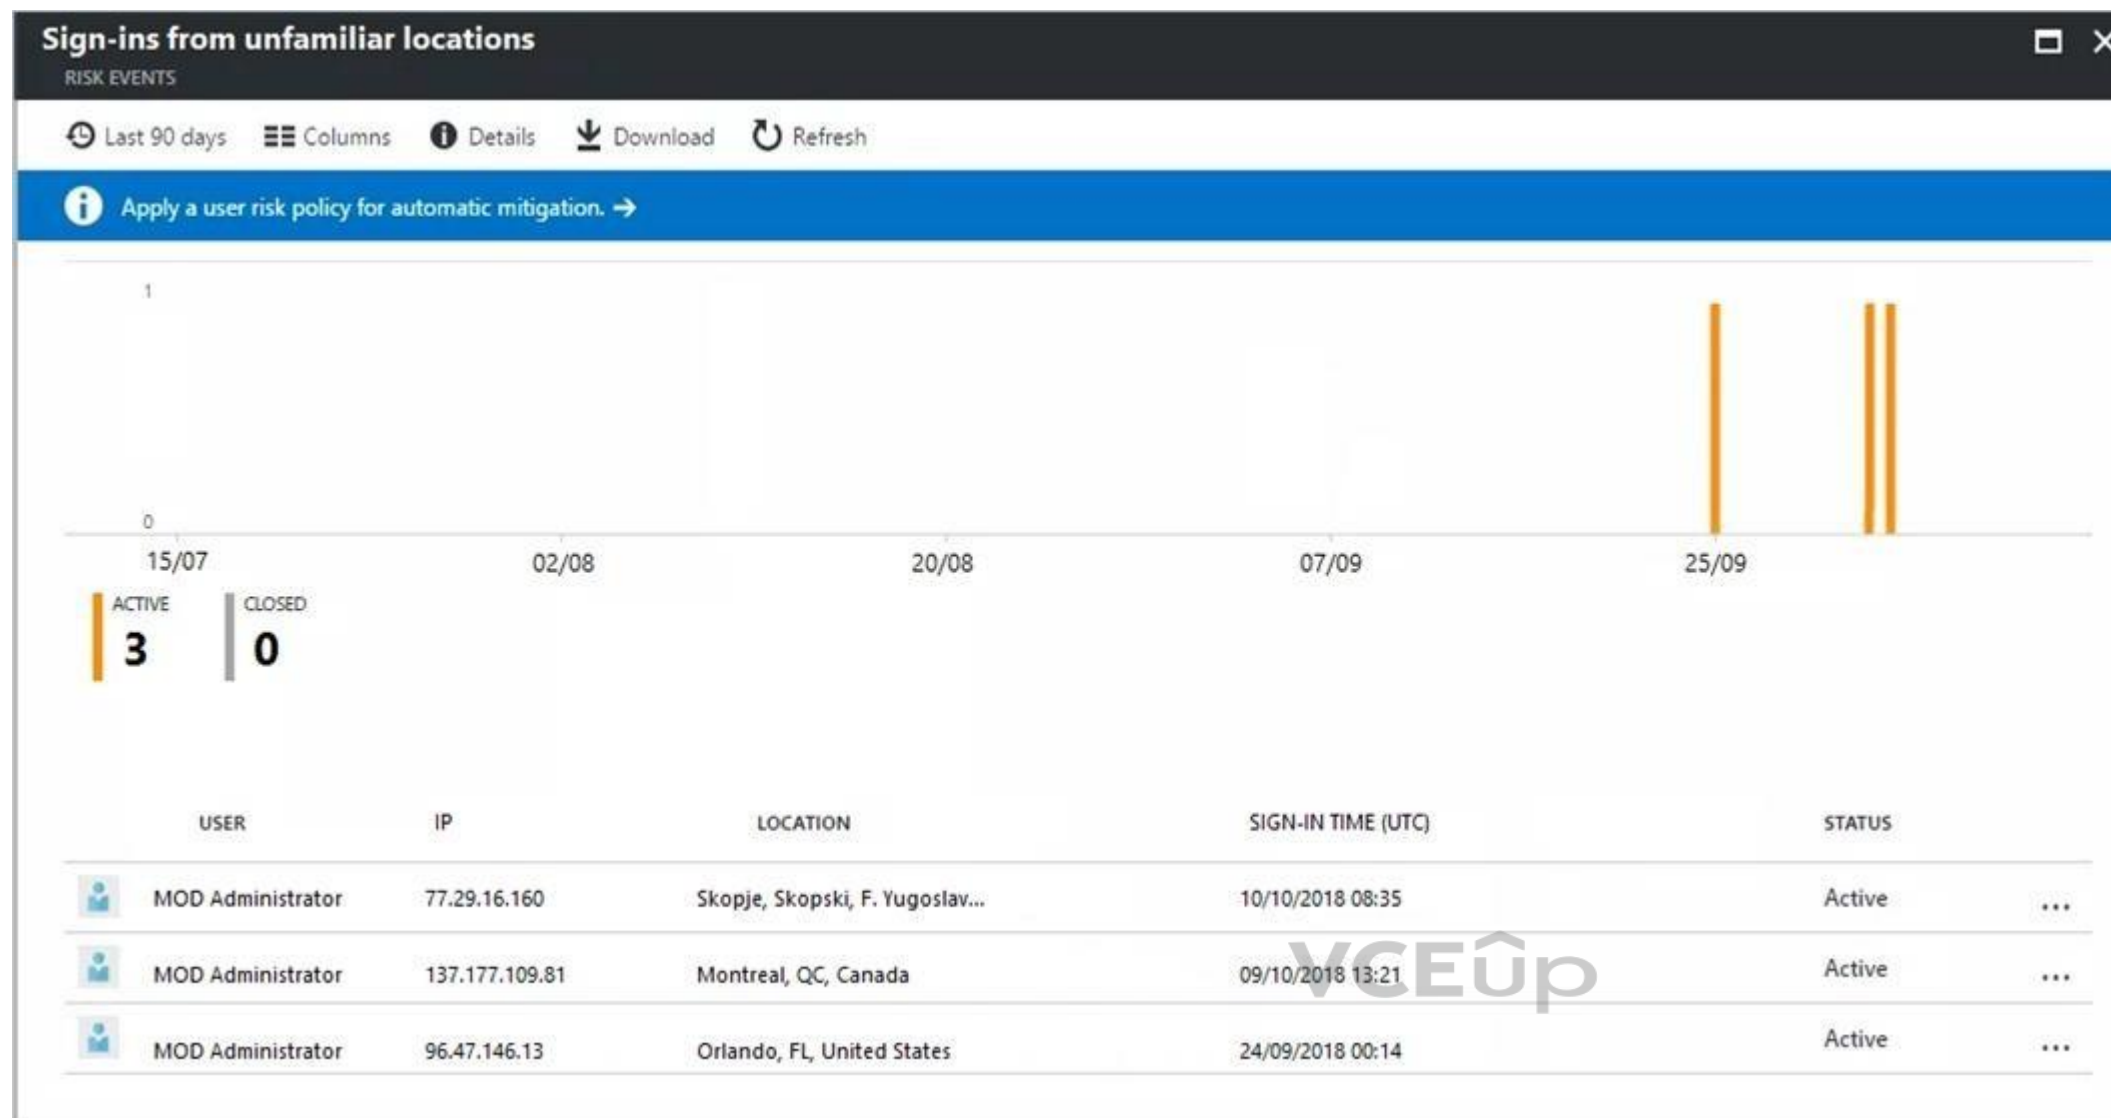 Sign-ins from unfamiliar locations
RISK EVENTS
Last 90 days Columns Details Download Refresh
Apply a user risk policy for automatic mitigation. →
1
0
15/07 02/08 20/08 07/09 25/09
ACTIVE CLOSED
3 0
USER IP LOCATION SIGN-IN TIME (UTC) STATUS
MOD Administrator 77.29.16.160 Skopje, Skopski, F. Yugoslav... 10/10/2018 08:35 Active ...
MOD Administrator 137.177.109.81 Montreal, QC, Canada 09/10/2018 13:21 Active ...
MOD Administrator 96.47.146.13 Orlando, FL, United States 24/09/2018 00:14 Active ...
VCEûp